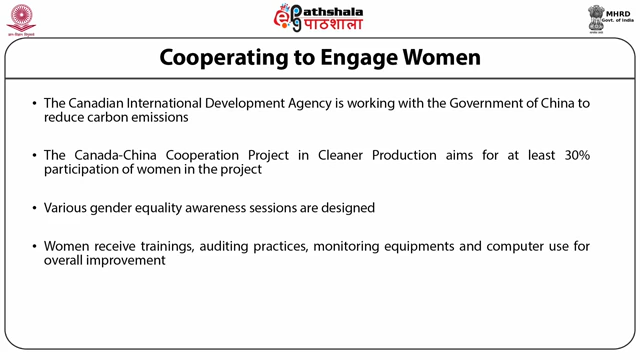 ePathshala
पाठशाला
MHRD
Govt. of India
Cooperating to Engage Women
• The Canadian International Development Agency is working with the Government of China to
reduce carbon emissions
• The Canada-China Cooperation Project in Cleaner Production aims for at least 30%
participation of women in the project
• Various gender equality awareness sessions are designed
• Women receive trainings, auditing practices, monitoring equipments and computer use for
overall improvement